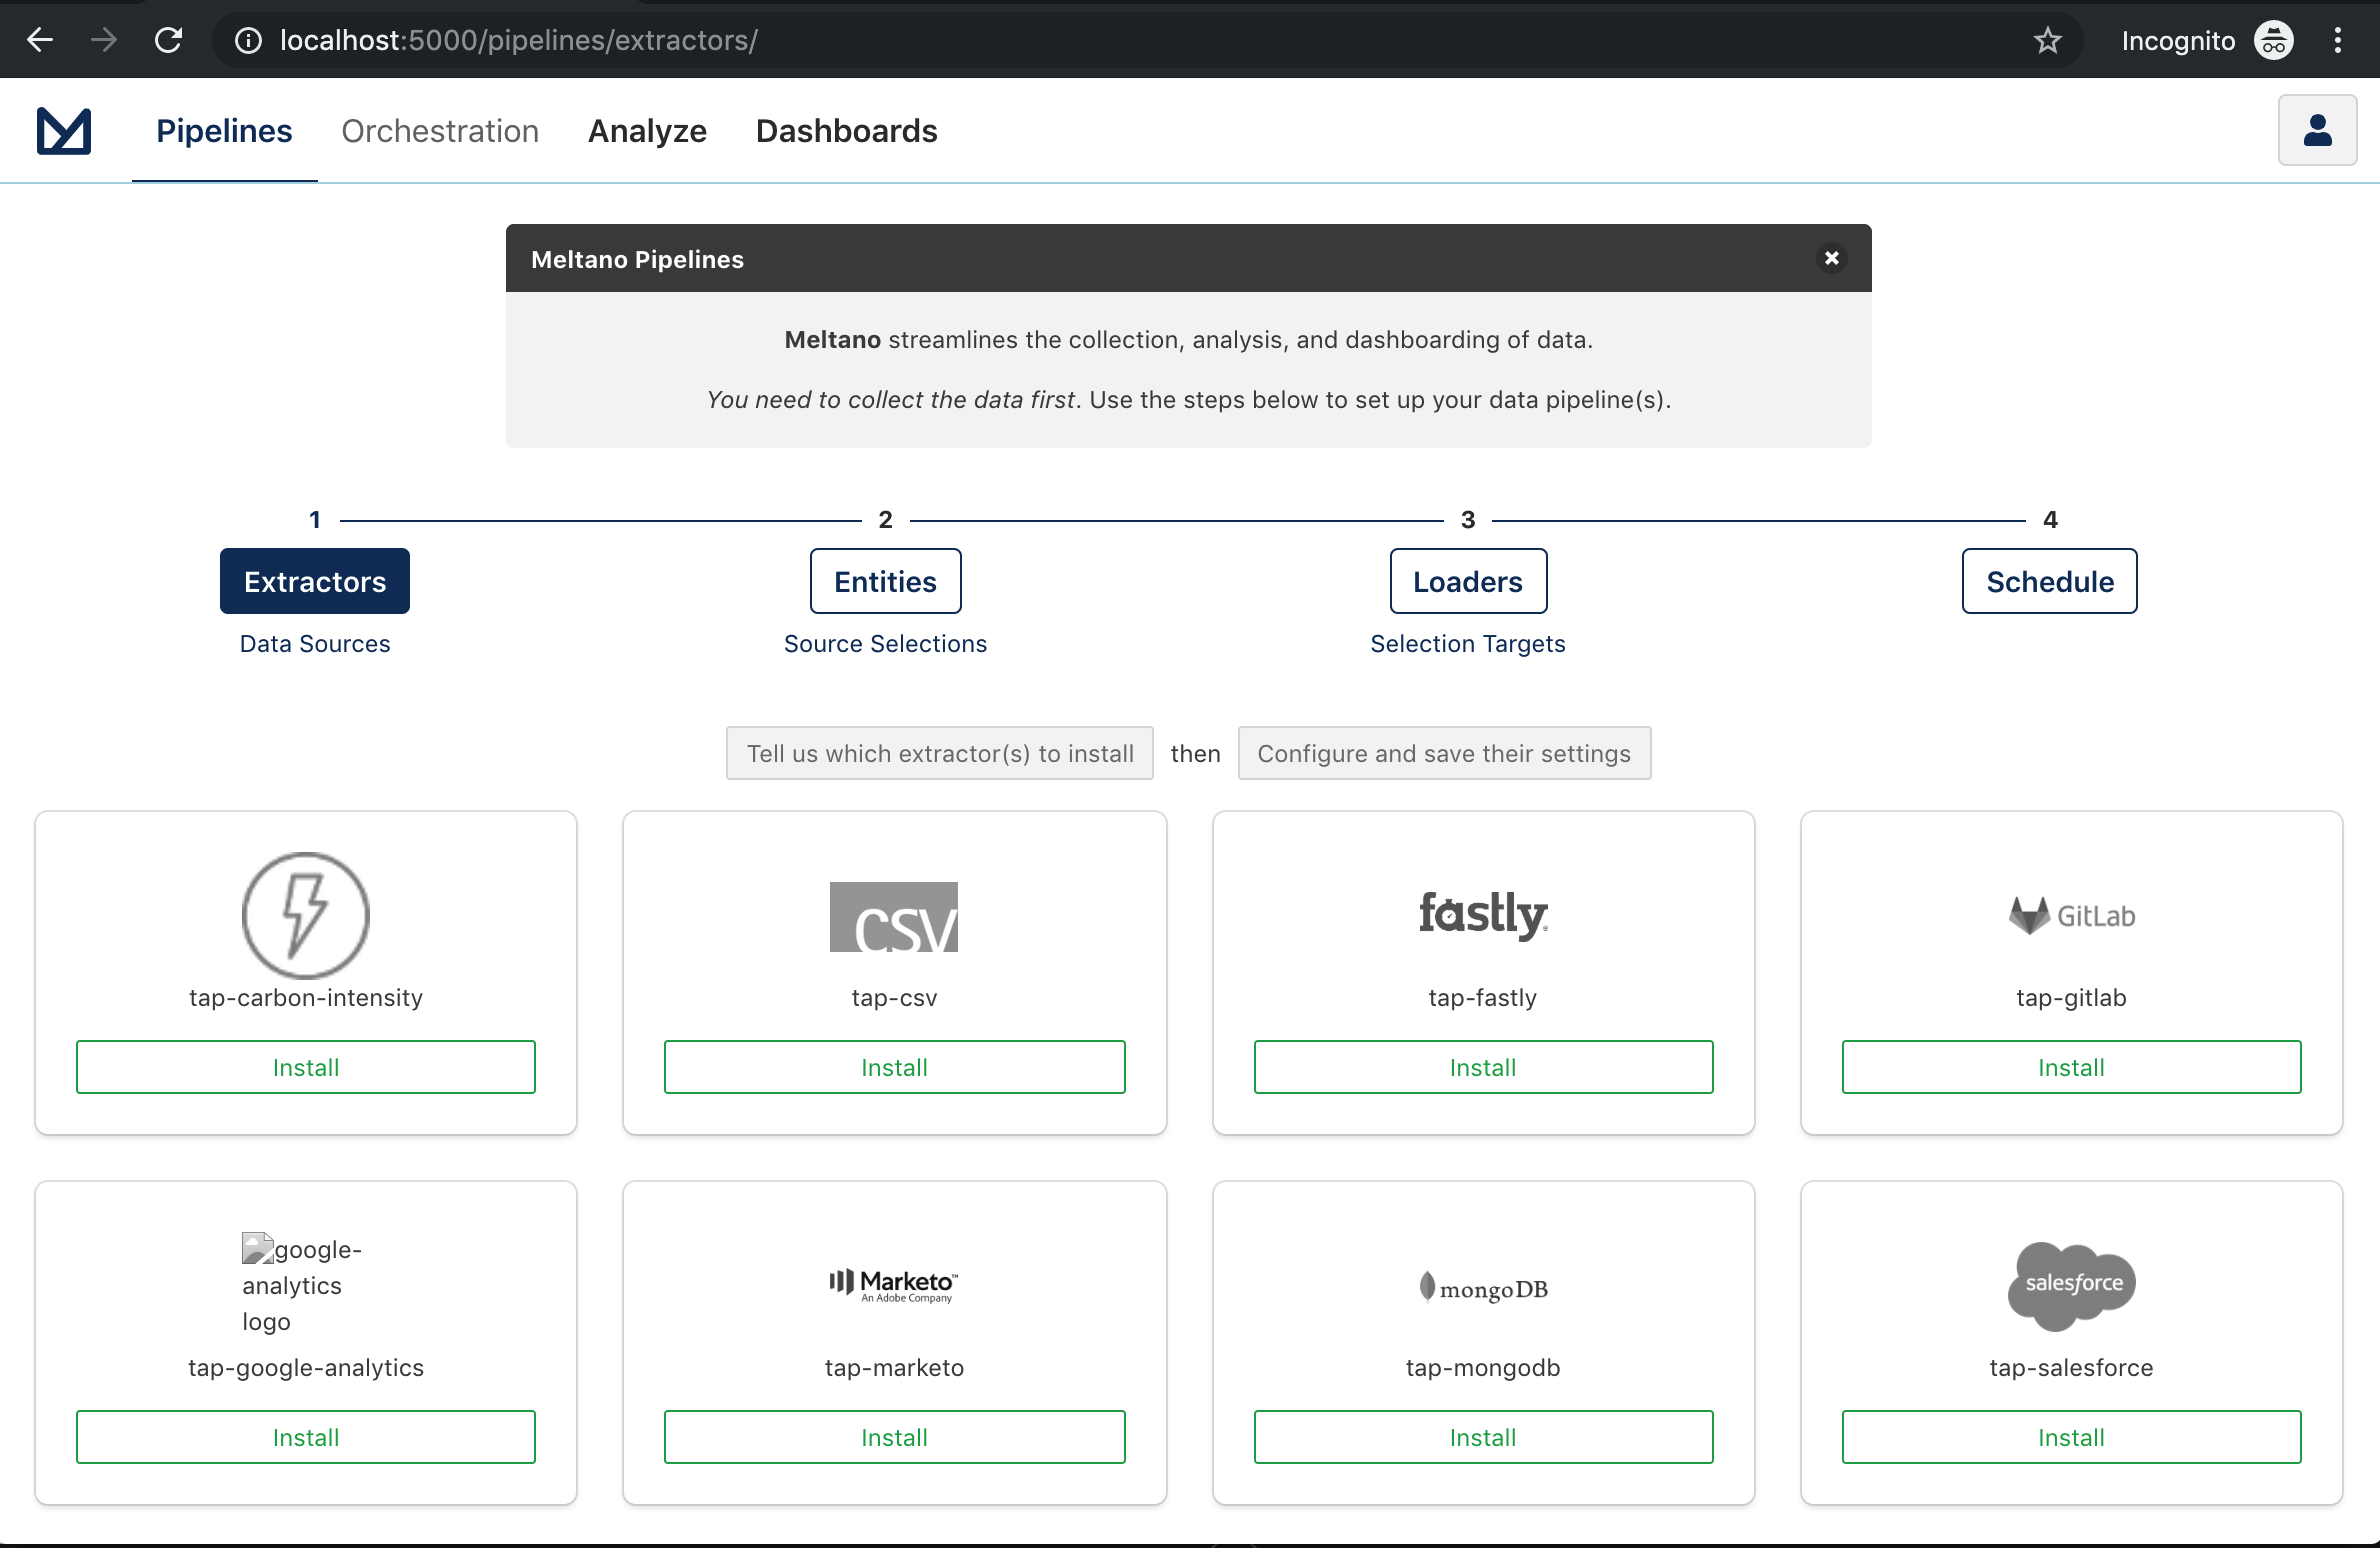 localhost:5000/pipelines/extractors/
Incognito
Pipelines
Orchestration
Analyze
Dashboards
Meltano Pipelines
Meltano streamlines the collection, analysis, and dashboarding of data.
You need to collect the data first. Use the steps below to set up your data pipeline(s).
1
2
3
4
Extractors
Entities
Loaders
Schedule
Data Sources
Source Selections
Selection Targets
Tell us which extractor(s) to install
then
Configure and save their settings
csv
fastly
GitLab
tap-carbon-intensity
tap-csv
tap-fastly
tap-gitlab
Install
Install
Install
Install
google-
analytics
logo
Marketo™
An Adobe Company
mongoDB
salesforce
tap-google-analytics
tap-marketo
tap-mongodb
tap-salesforce
Install
Install
Install
Install